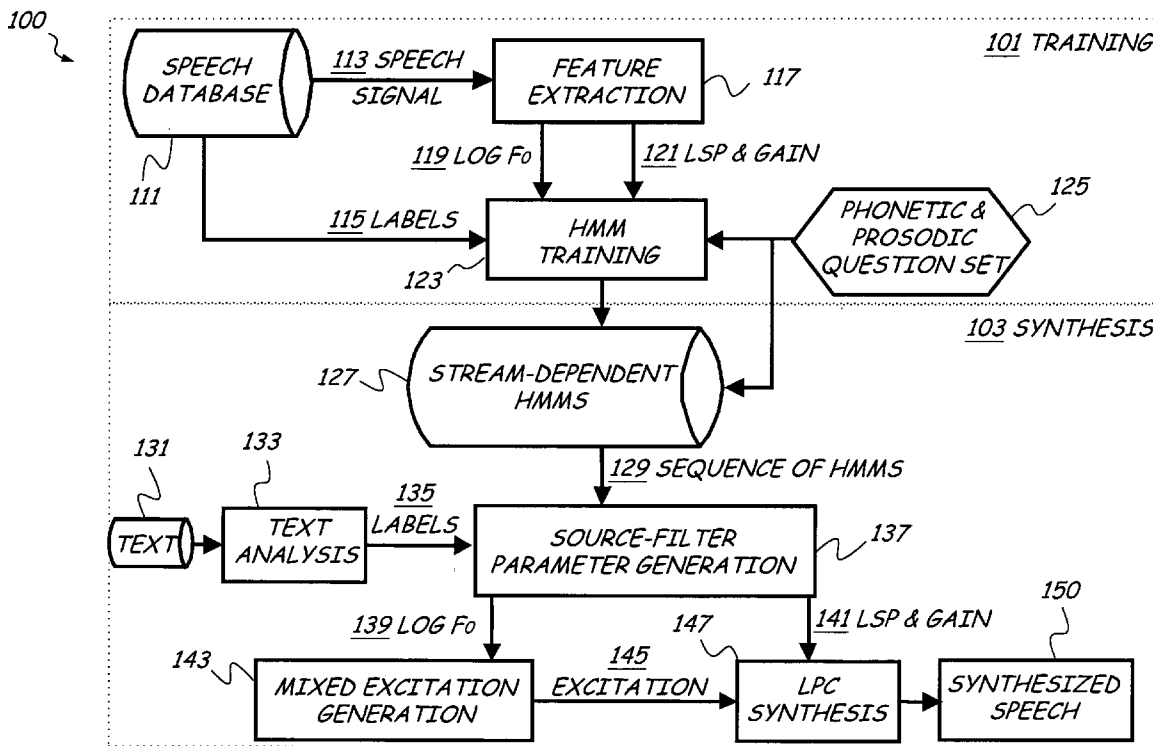 100
101 TRAINING
SPEECH
DATABASE
111
113 SPEECH
SIGNAL
FEATURE
EXTRACTION
117
119 LOG F0
121 LSP & GAIN
115 LABELS
HMM
TRAINING
123
125
PHONETIC &
PROSODIC
QUESTION SET
103 SYNTHESIS
127
STREAM-DEPENDENT
HMMS
129 SEQUENCE OF HMMS
131
TEXT
133
TEXT
ANALYSIS
135
LABELS
SOURCE-FILTER
PARAMETER GENERATION
137
139 LOG F0
141 LSP & GAIN
143
MIXED EXCITATION
GENERATION
145
EXCITATION
147
LPC
SYNTHESIS
150
SYNTHESIZED
SPEECH